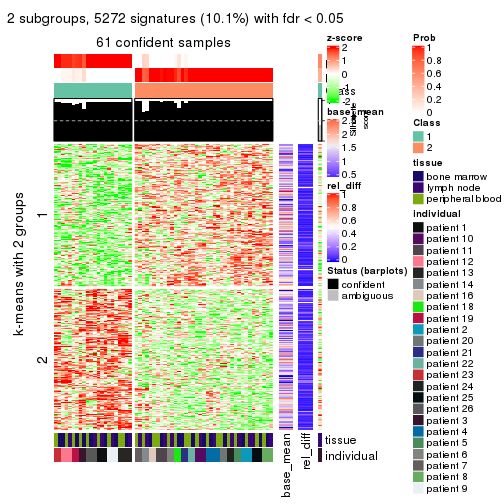 2 subgroups, 5272 signatures (10.1%) with fdr < 0.05
61 confident samples
k-means with 2 groups
1
2
base_mean
rel_diff
tissue
individual
z-score
2
1
0
-1
-2
base_mean
2.5
2
1.5
1
0.5
rel_diff
1
0.8
0.6
0.4
0.2
0
Status (barplots)
confident
ambiguous
Silhouette
score
Prob
1
0.8
0.6
0.4
0.2
0
Class
1
2
tissue
bone marrow
lymph node
peripheral blood
individual
patient 1
patient 10
patient 11
patient 12
patient 13
patient 14
patient 16
patient 18
patient 19
patient 2
patient 20
patient 21
patient 22
patient 23
patient 24
patient 25
patient 26
patient 3
patient 4
patient 5
patient 6
patient 7
patient 8
patient 9